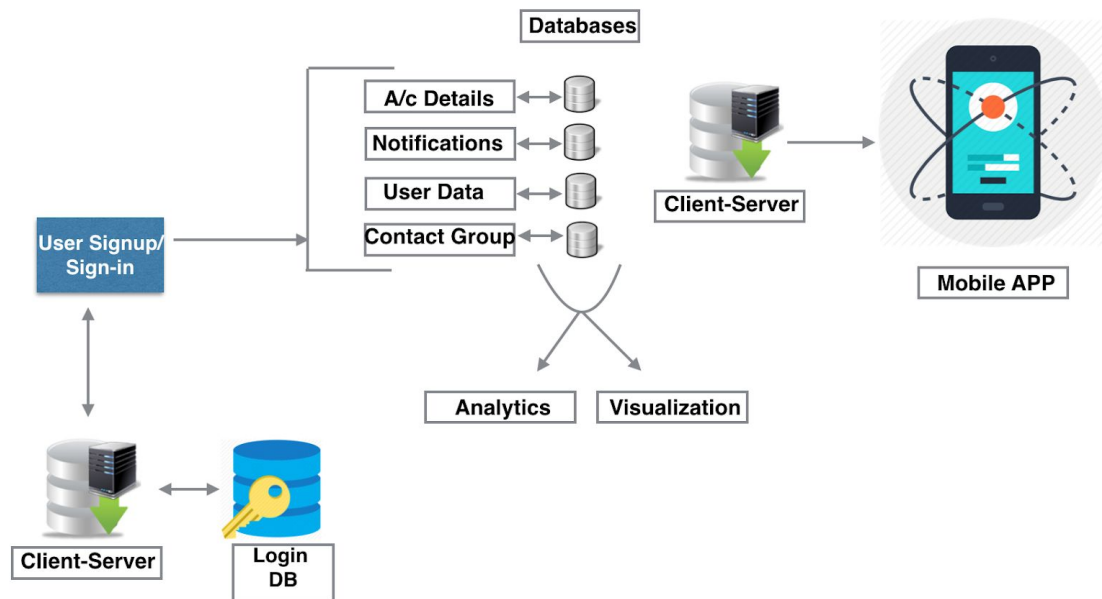 Databases
A/c Details
Notifications
User Data
Contact Group
Client-Server
Mobile APP
User Signup/
Sign-in
Analytics
Visualization
Client-Server
Login
DB